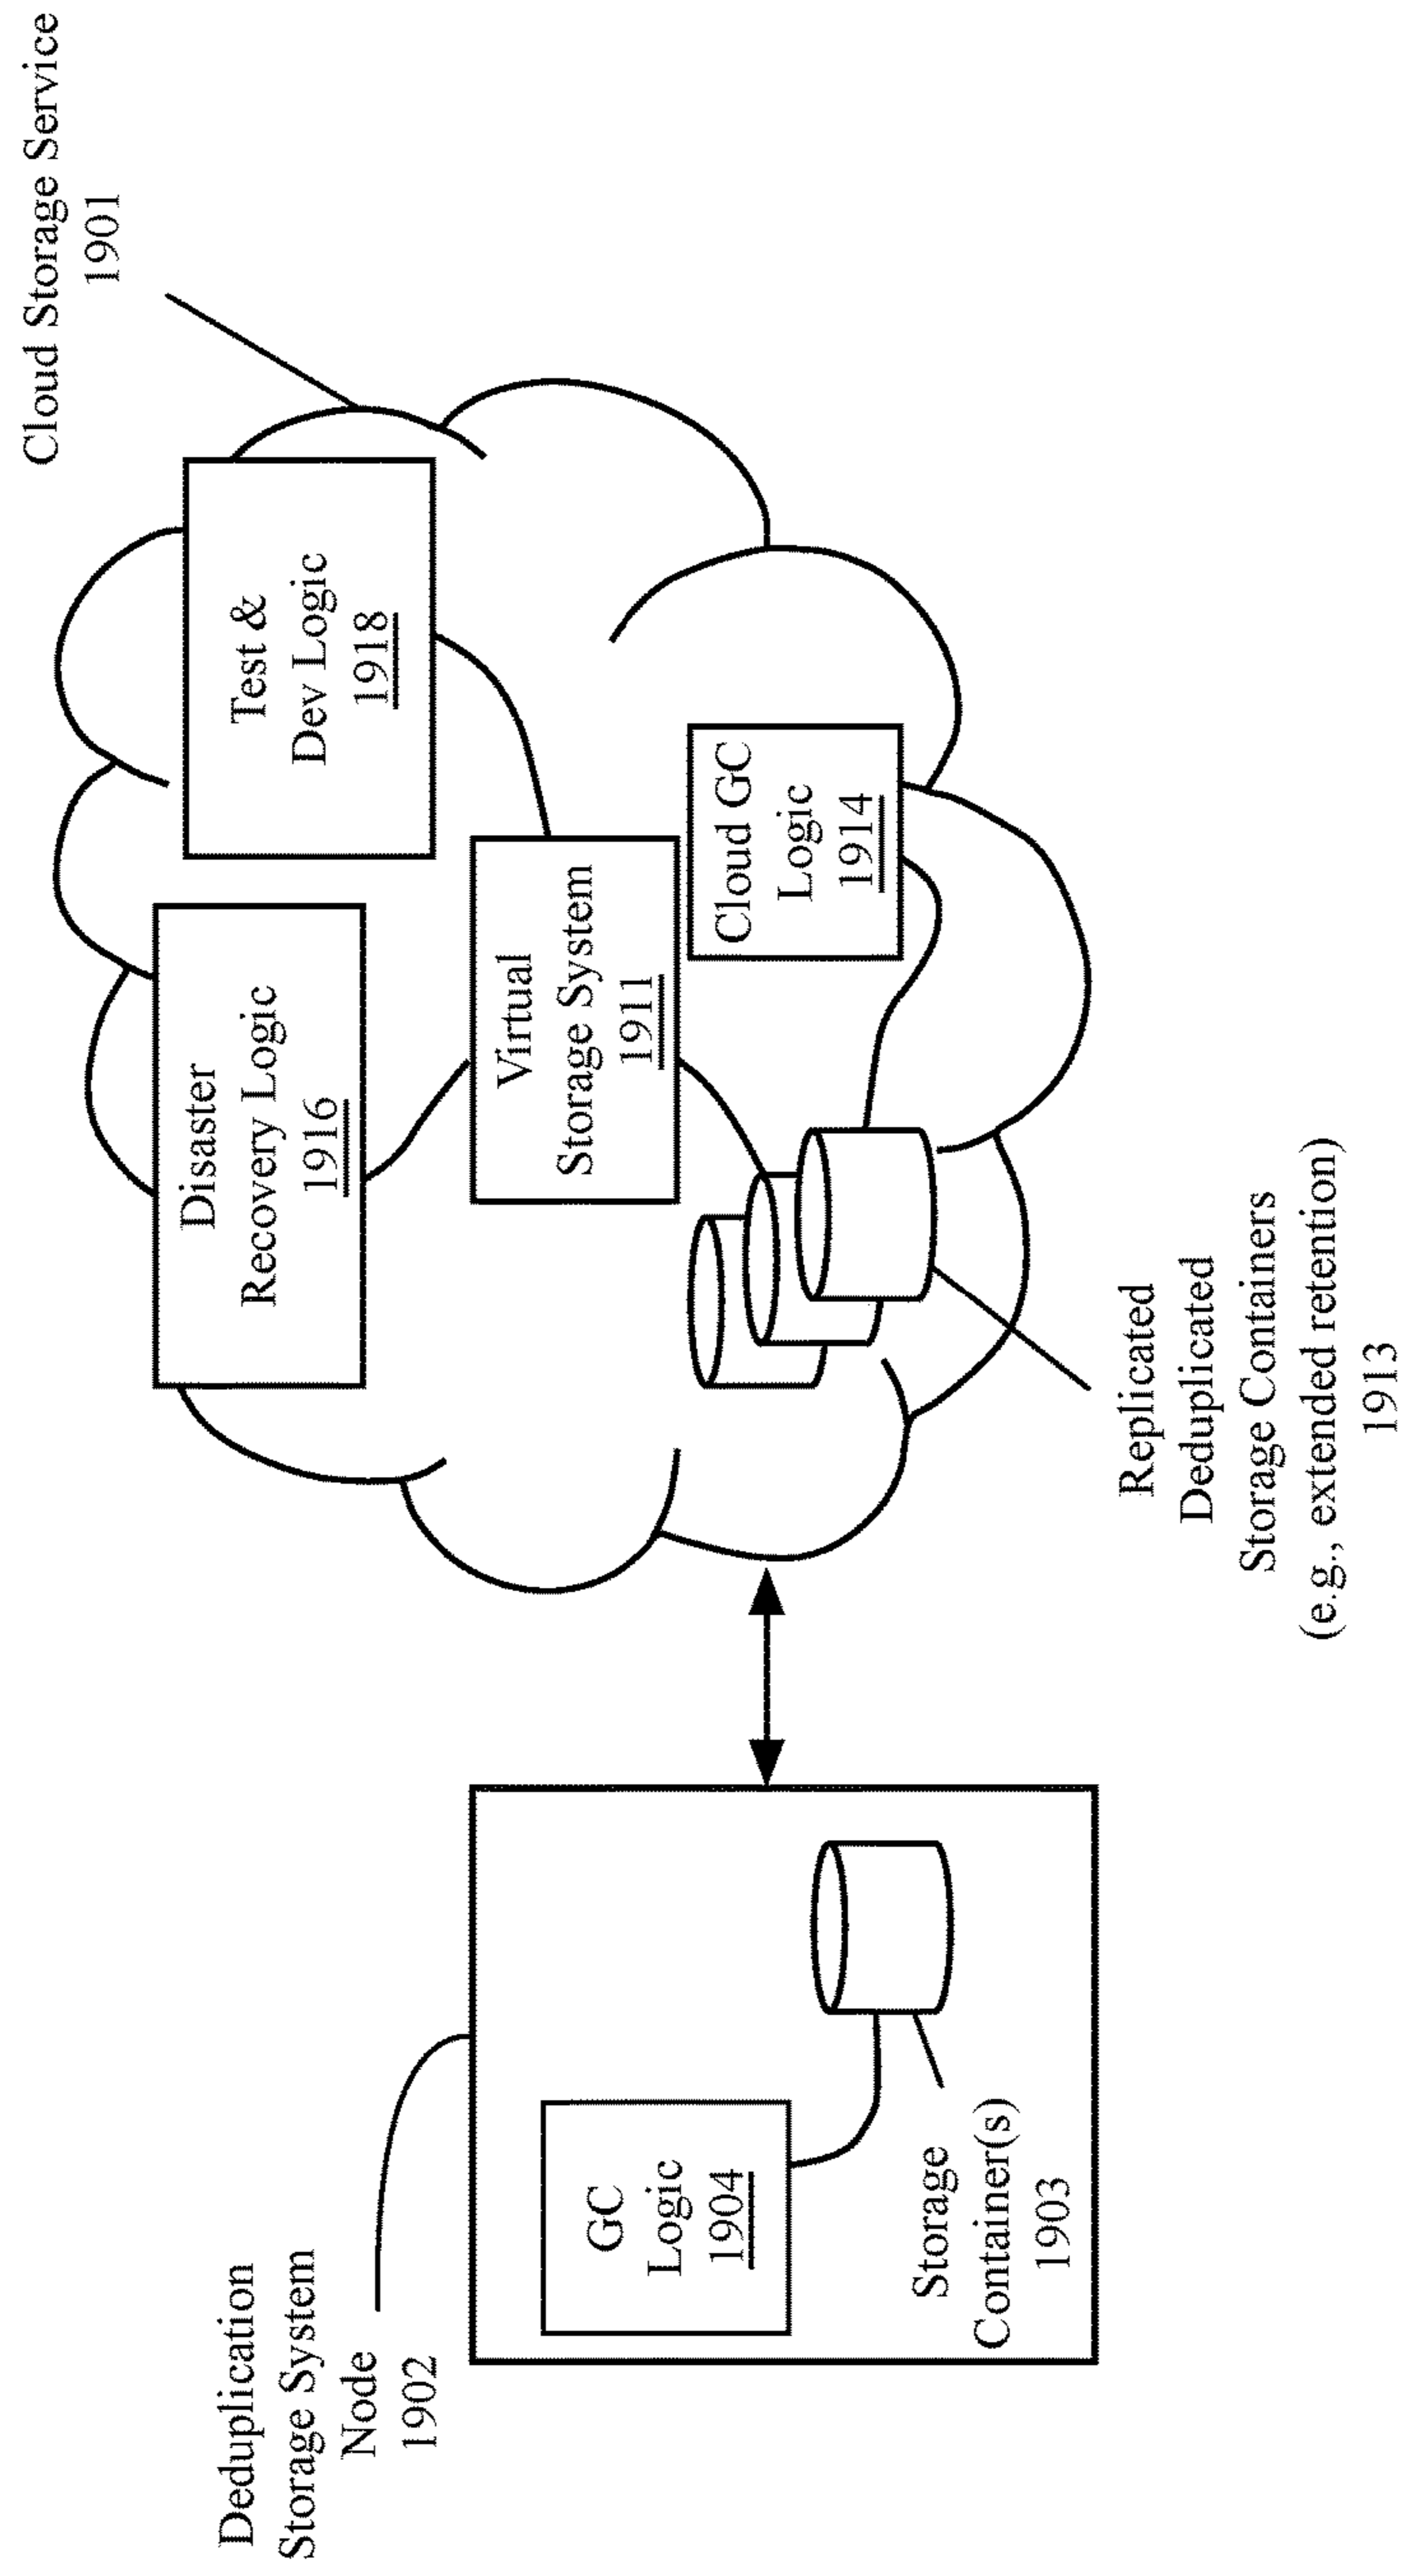 Deduplication
Storage System
Node
1902
GC
Logic
1904
Storage
Container(s)
1903
Cloud Storage Service
1901
Disaster
Recovery Logic
1916
Test &
Dev Logic
1918
Virtual
Storage System
1911
Cloud GC
Logic
1914
Replicated
Deduplicated
Storage Containers
(e.g., extended retention)
1913